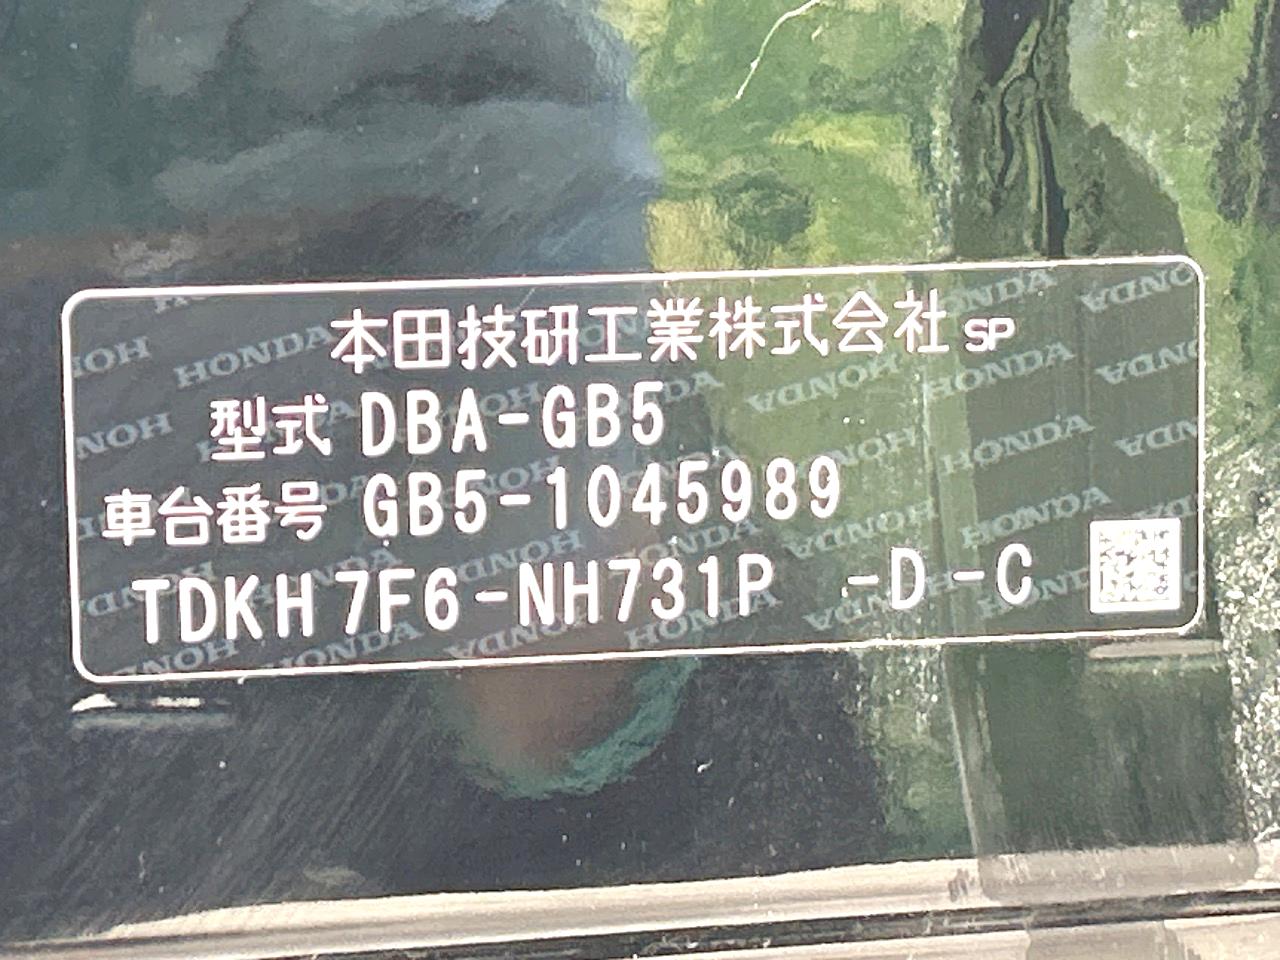 本田技研工業株式会社 SP
型式 DBA-GB5
車台番号 GB5-1045989
TDKH7F6-NH731P -D-C